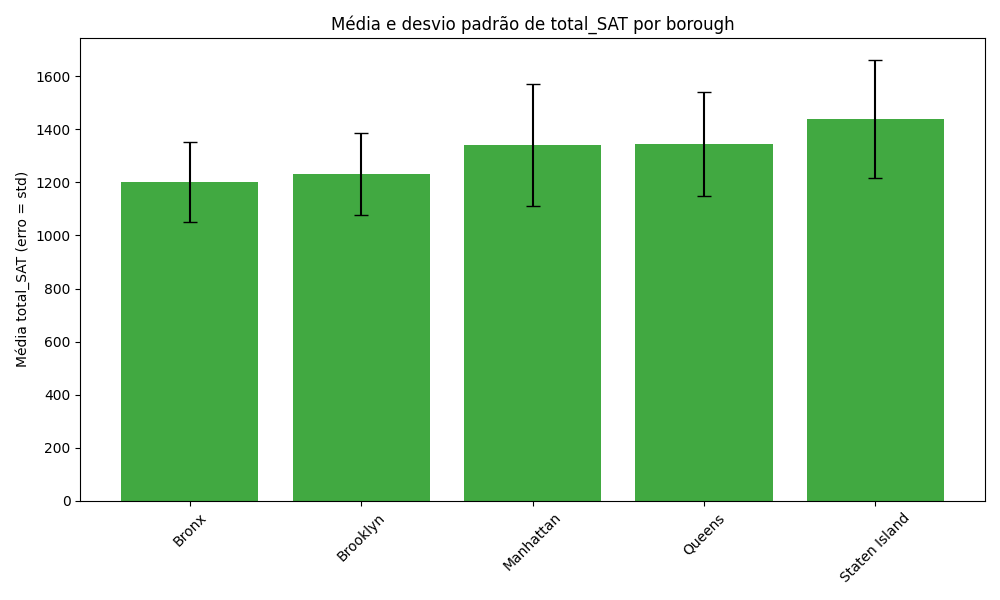 Média e desvio padrão de total_SAT por borough
Média total_SAT (erro = std)
1600
1400
1200
1000
800
600
400
200
0
Bronx
Brooklyn
Manhattan
Queens
Staten Island